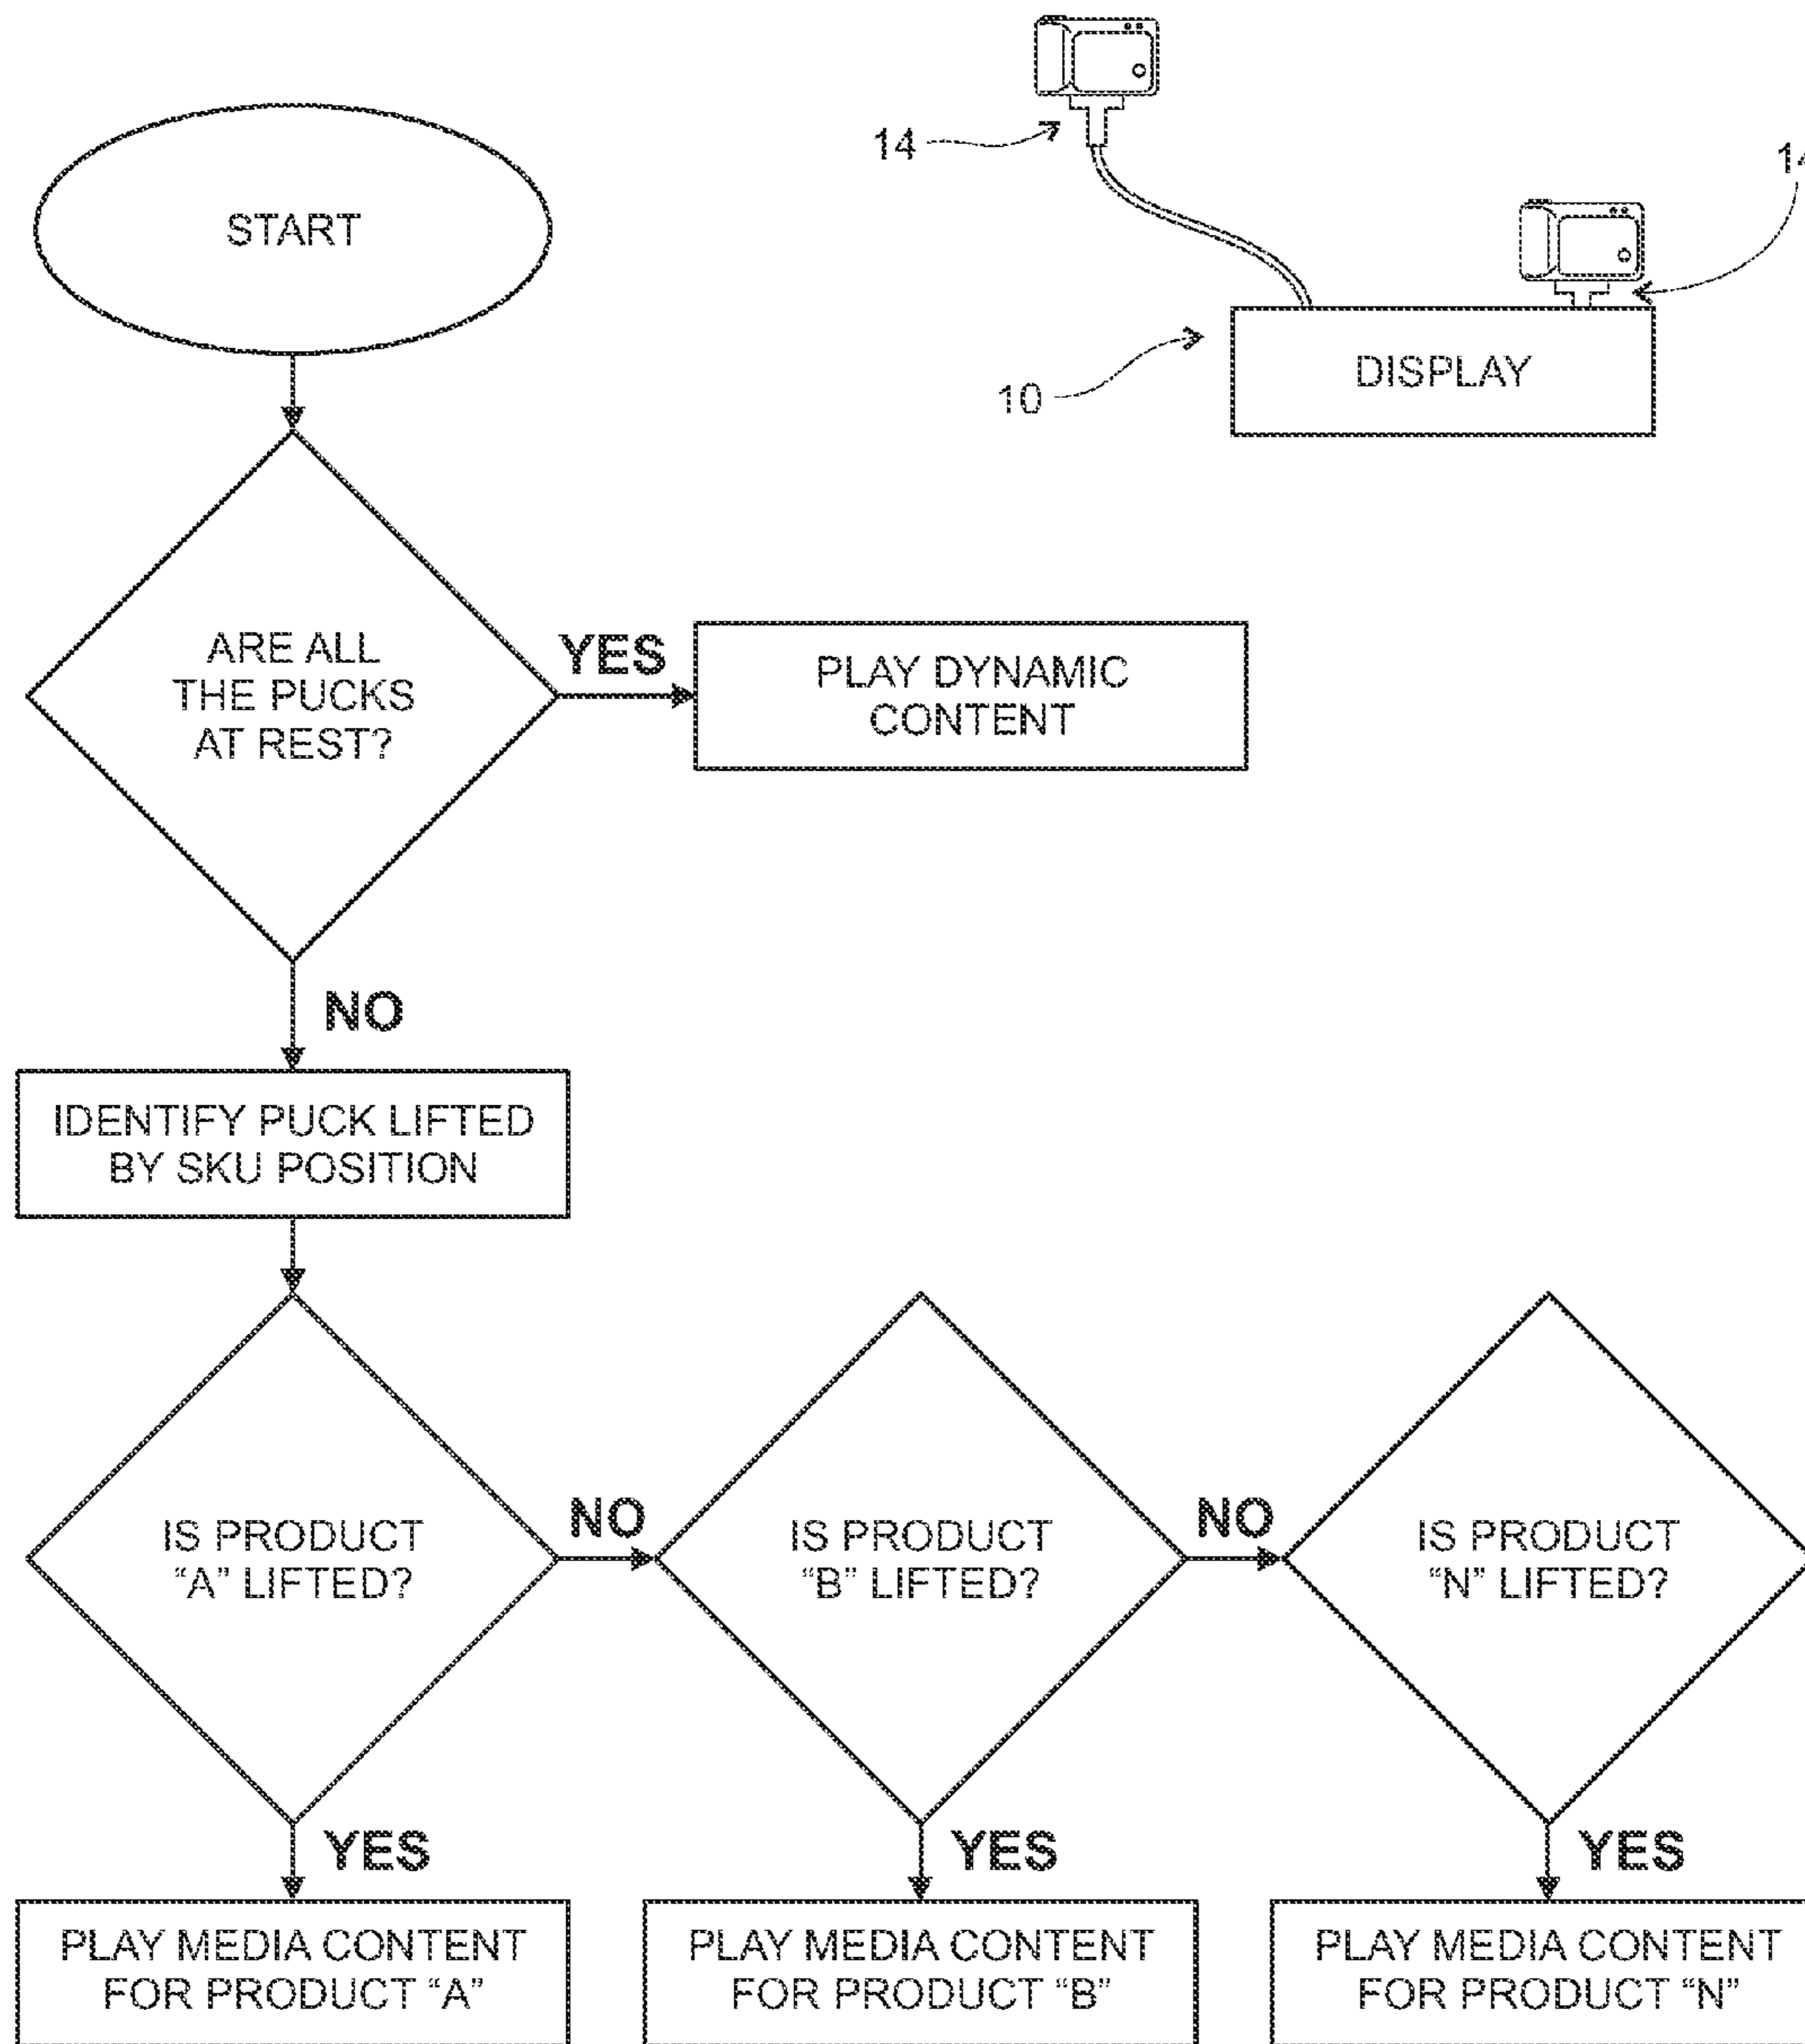 START
14
14
10
DISPLAY
ARE ALL
THE PUCKS
AT REST?
YES
PLAY DYNAMIC
CONTENT
NO
IDENTIFY PUCK LIFTED
BY SKU POSITION
IS PRODUCT
“A” LIFTED?
NO
IS PRODUCT
“B” LIFTED?
NO
IS PRODUCT
“N” LIFTED?
YES
YES
YES
PLAY MEDIA CONTENT
FOR PRODUCT “A”
PLAY MEDIA CONTENT
FOR PRODUCT “B”
PLAY MEDIA CONTENT
FOR PRODUCT “N”